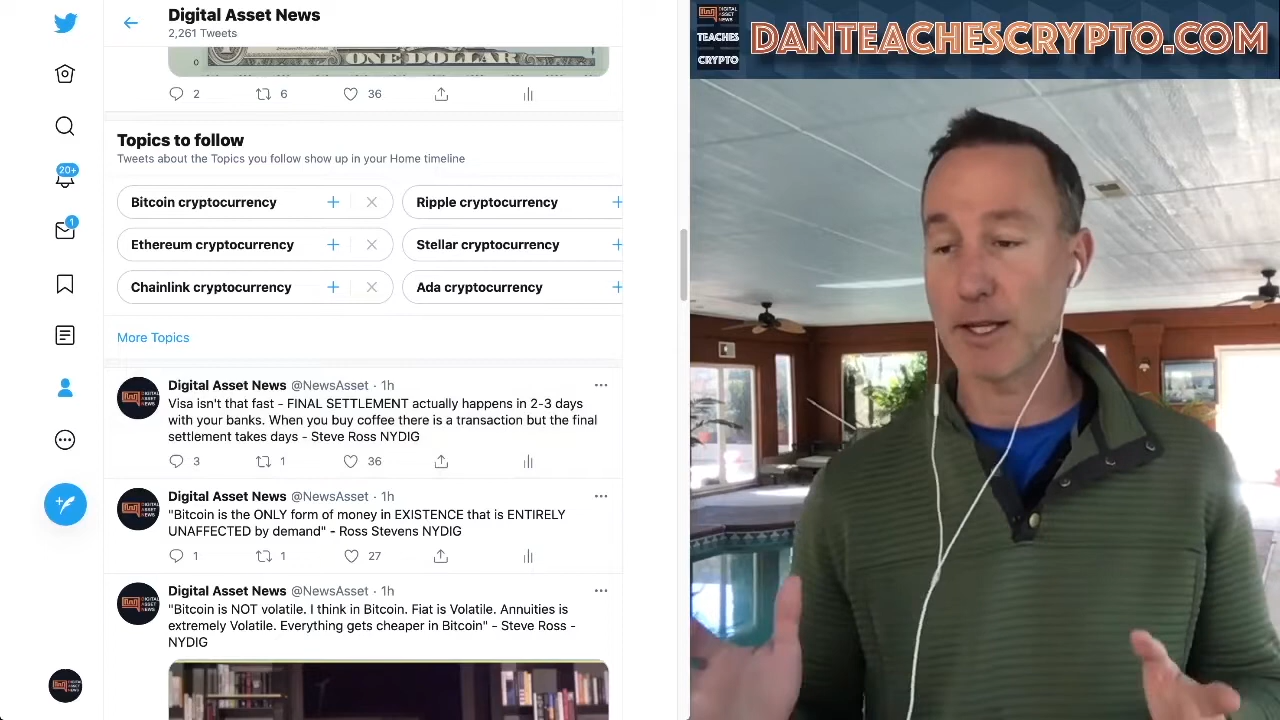 Digital Asset News
2,261 Tweets
ONE DOLLAR
0
2
6
36
Topics to follow
Tweets about the Topics you follow show up in your Home timeline
Bitcoin cryptocurrency
Ripple cryptocurrency
Ethereum cryptocurrency
Stellar cryptocurrency
Chainlink cryptocurrency
Ada cryptocurrency
More Topics
20+
1
Digital Asset News @NewsAsset · 1h
Visa isn't that fast - FINAL SETTLEMENT actually happens in 2-3 days
with your banks. When you buy coffee there is a transaction but the final
settlement takes days - Steve Ross NYDIG
3
1
36
Digital Asset News @NewsAsset · 1h
"Bitcoin is the ONLY form of money in EXISTENCE that is ENTIRELY
UNAFFECTED by demand" - Ross Stevens NYDIG
1
1
27
Digital Asset News @NewsAsset · 1h
"Bitcoin is NOT volatile. I think in Bitcoin. Fiat is Volatile. Annuities is
extremely Volatile. Everything gets cheaper in Bitcoin" - Steve Ross -
NYDIG
DIGITAL
ASSET
NEWS
TEACHES
CRYPTO
DANTEACHESCRYPTO.COM